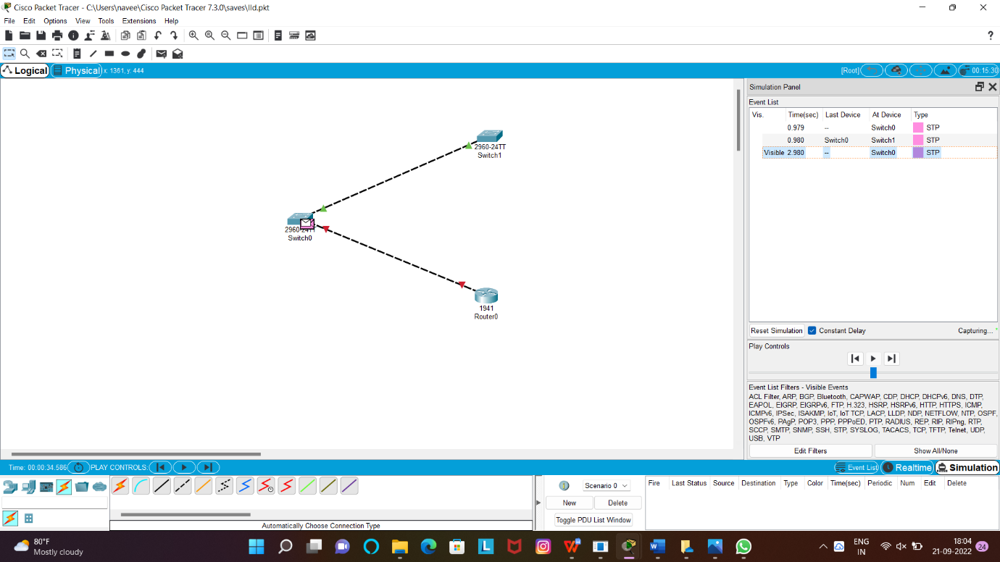 Cisco Packet Tracer - C:\Users\navee\Cisco Packet Tracer 7.3.0\saves\lld.pkt
File Edit Options View Tools Extensions Help
?
Logical Physical x: 1361, y: 444 [Root] 00:15:30
Simulation Panel
Event List
Vis. Time(sec) Last Device At Device Type
0.979 -- Switch0 STP
0.980 Switch0 Switch1 STP
Visible 2.980 -- Switch0 STP
2960-24TT
Switch1
2960-24TT
Switch0
1941
Router0
Reset Simulation Constant Delay Capturing...
Play Controls
Event List Filters - Visible Events
ACL Filter, ARP, BGP, Bluetooth, CAPWAP, CDP, DHCP, DHCPv6, DNS, DTP,
EAPOL, EIGRP, EIGRPv6, FTP, H.323, HSRP, HSRPv6, HTTP, HTTPS, ICMP,
ICMPv6, IPSec, ISAKMP, IoT, IoT TCP, LACP, LLDP, NDP, NETFLOW, NTP, OSPF,
OSPFv6, PAgP, POP3, PPP, PPPoED, PTP, RADIUS, REP, RIP, RIPng, RTP,
SCCP, SMTP, SNMP, SSH, STP, SYSLOG, TACACS, TCP, TFTP, Telnet, UDP,
USB, VTP
Edit Filters Show All/None
Time: 00:00:34.586 PLAY CONTROLS: Event List Realtime Simulation
Scenario 0
New Delete
Toggle PDU List Window
Fire Last Status Source Destination Type Color Time(sec) Periodic Num Edit Delete
Automatically Choose Connection Type
80°F
Mostly cloudy
ENG
IN
18:04
21-09-2022
24